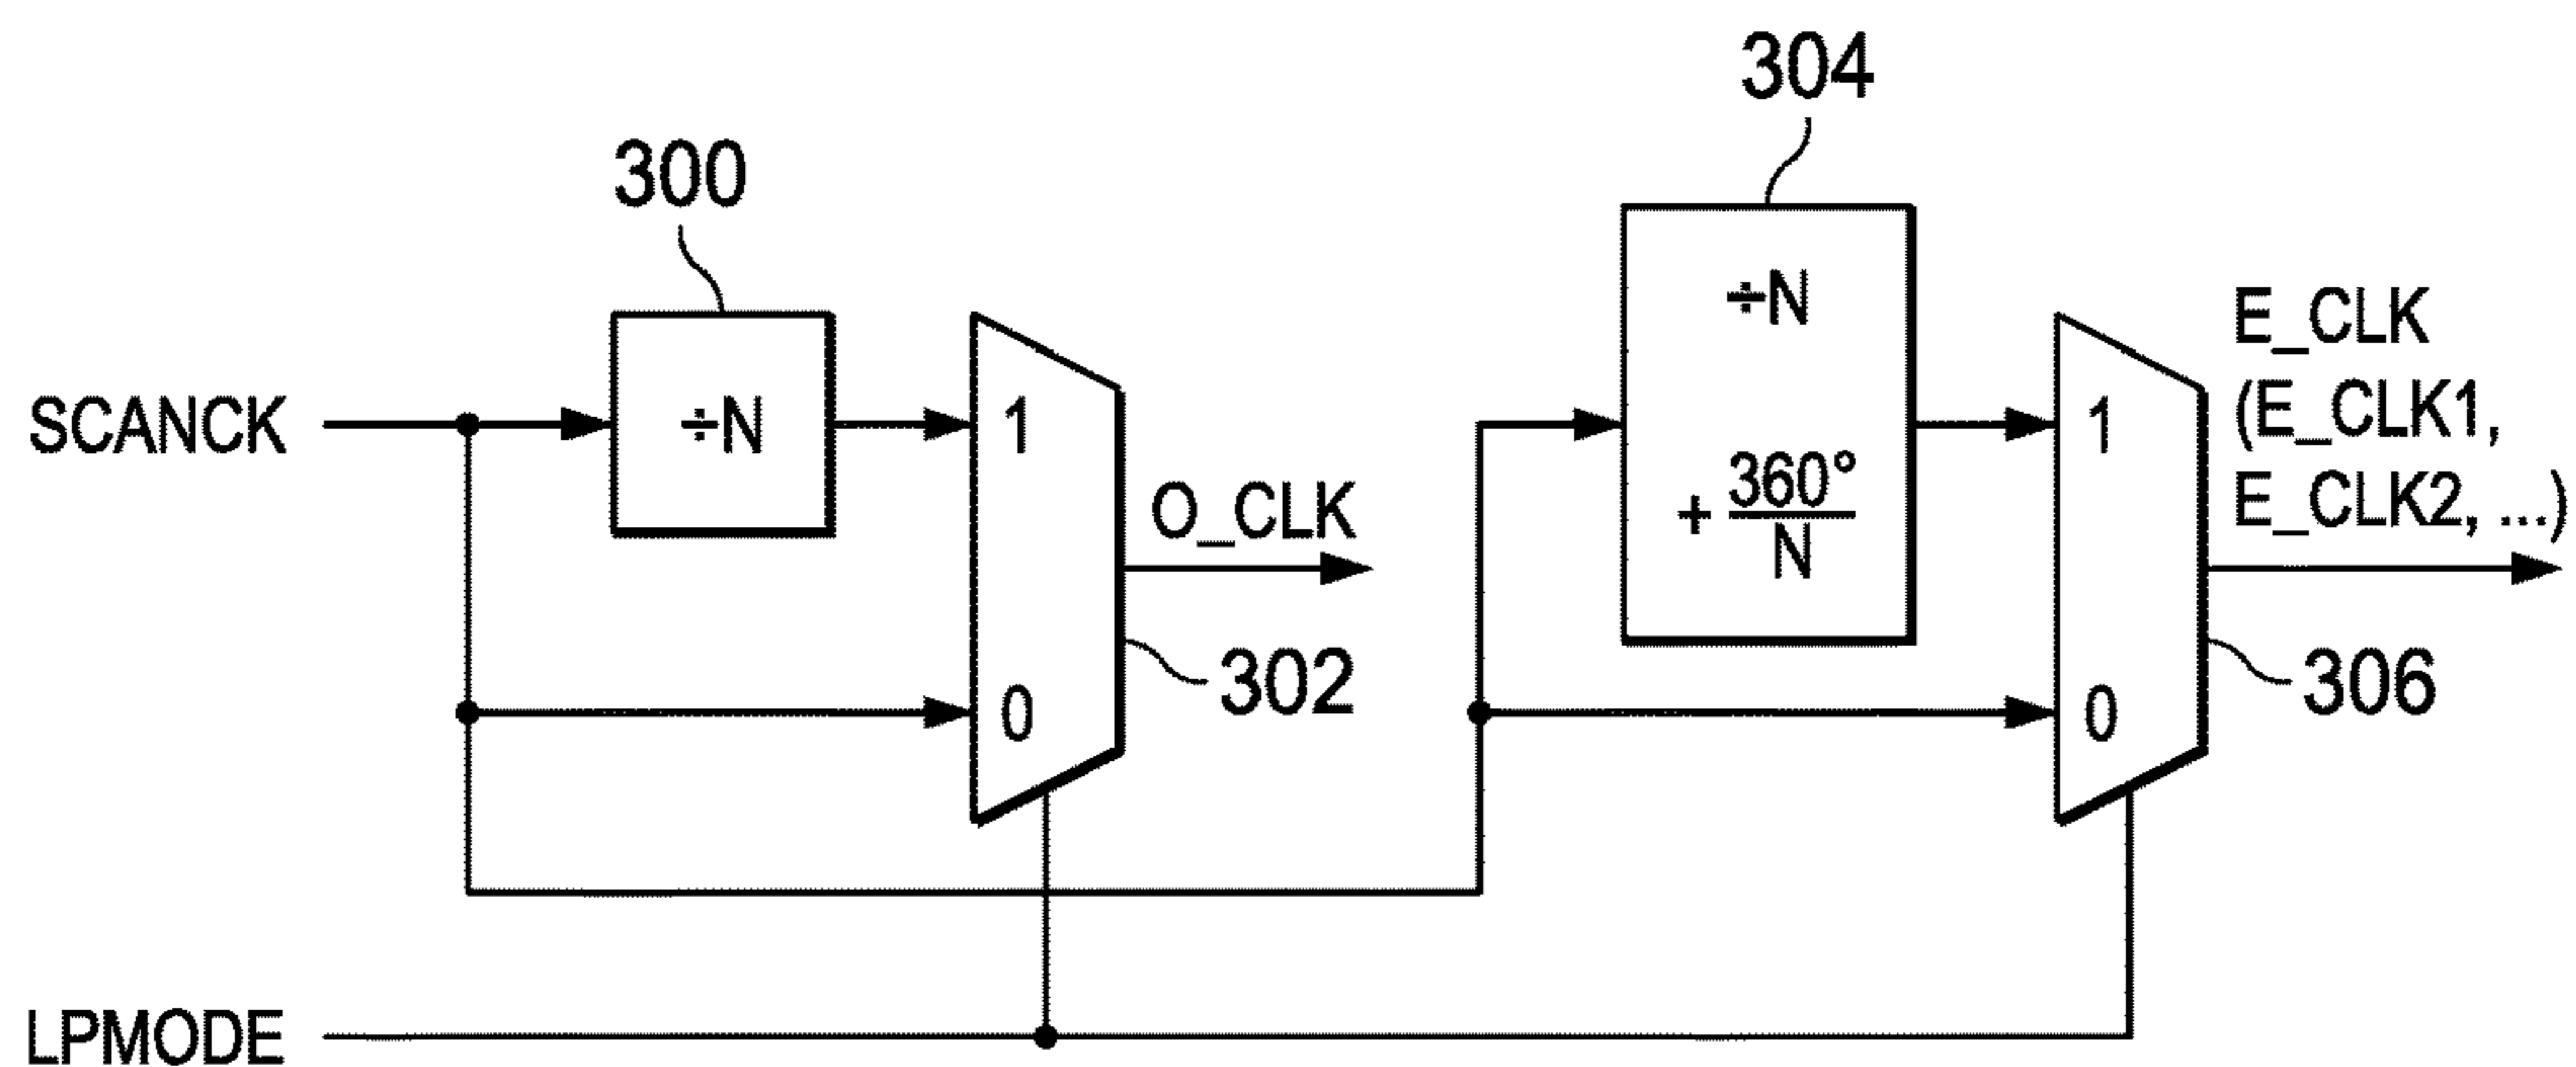 304
300
÷N
E_CLK
(E_CLK1,
E_CLK2, ...)
SCANCK
÷N
1
O_CLK
+ 360°
N
1
0
302
0
306
LPMODE